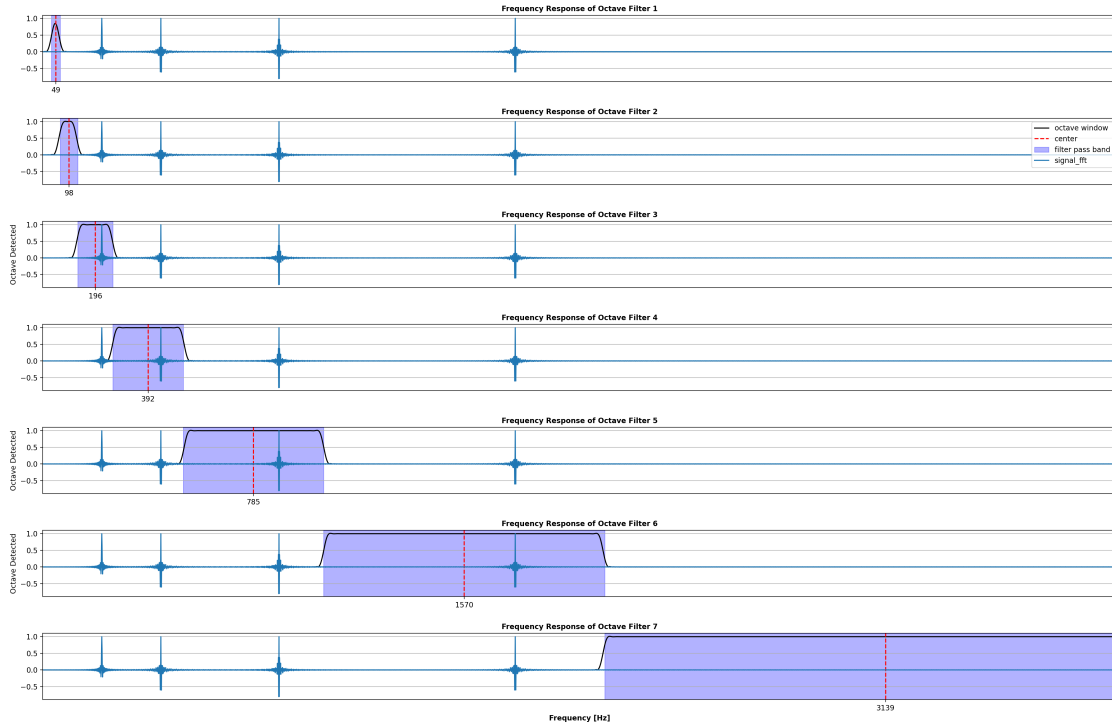 Frequency Response of Octave Filter 1
1.0
0.5
0.0
−0.5
49
Frequency Response of Octave Filter 2
1.0
0.5
0.0
−0.5
98
octave window
center
filter pass band
signal_fft
Frequency Response of Octave Filter 3
Octave Detected
1.0
0.5
0.0
−0.5
196
Frequency Response of Octave Filter 4
1.0
0.5
0.0
−0.5
392
Frequency Response of Octave Filter 5
Octave Detected
1.0
0.5
0.0
−0.5
785
Frequency Response of Octave Filter 6
Octave Detected
1.0
0.5
0.0
−0.5
1570
Frequency Response of Octave Filter 7
1.0
0.5
0.0
−0.5
3139
Frequency [Hz]